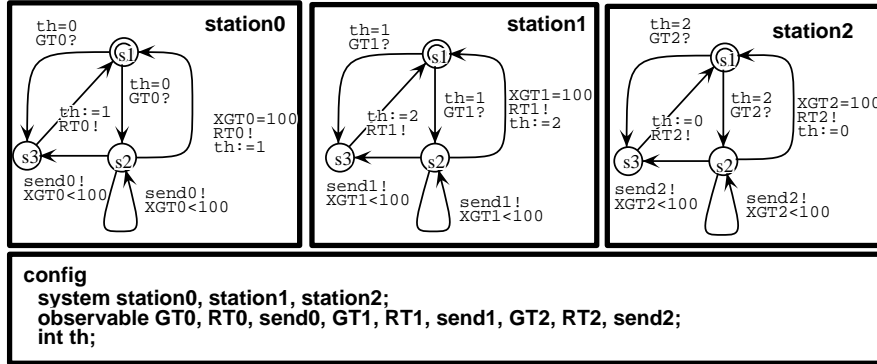 station0
th=0
GT0?
s1
th=0
GT0?
th:=1
RT0!
XGT0=100
RT0!
th:=1
s3
s2
send0!
XGT0<100
send0!
XGT0<100
station1
th=1
GT1?
s1
th=1
GT1?
th:=2
RT1!
XGT1=100
RT1!
th:=2
s3
s2
send1!
XGT1<100
send1!
XGT1<100
station2
th=2
GT2?
s1
th=2
GT2?
th:=0
RT2!
XGT2=100
RT2!
th:=0
s3
s2
send2!
XGT2<100
send2!
XGT2<100
config
system station0, station1, station2;
observable GT0, RT0, send0, GT1, RT1, send1, GT2, RT2, send2;
int th;